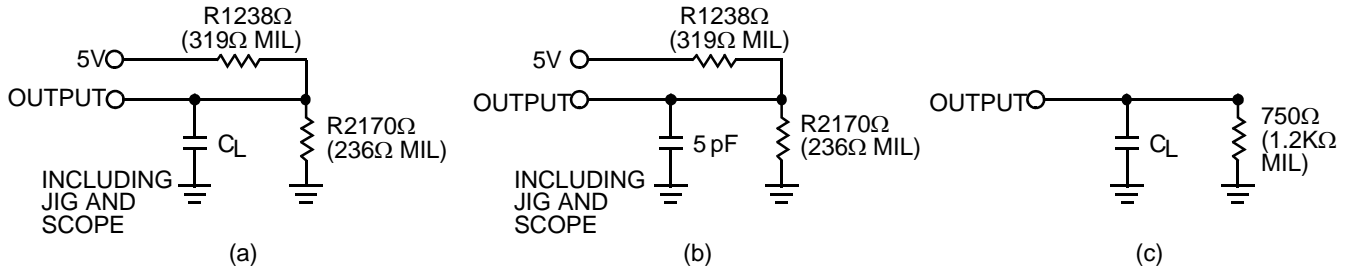 R1238Ω
(319Ω MIL)
5V
OUTPUT
CL
R2170Ω
(236Ω MIL)
INCLUDING
JIG AND
SCOPE
(a)
R1238Ω
(319Ω MIL)
5V
OUTPUT
5 pF
R2170Ω
(236Ω MIL)
INCLUDING
JIG AND
SCOPE
(b)
OUTPUT
CL
750Ω
(1.2KΩ
MIL)
(c)